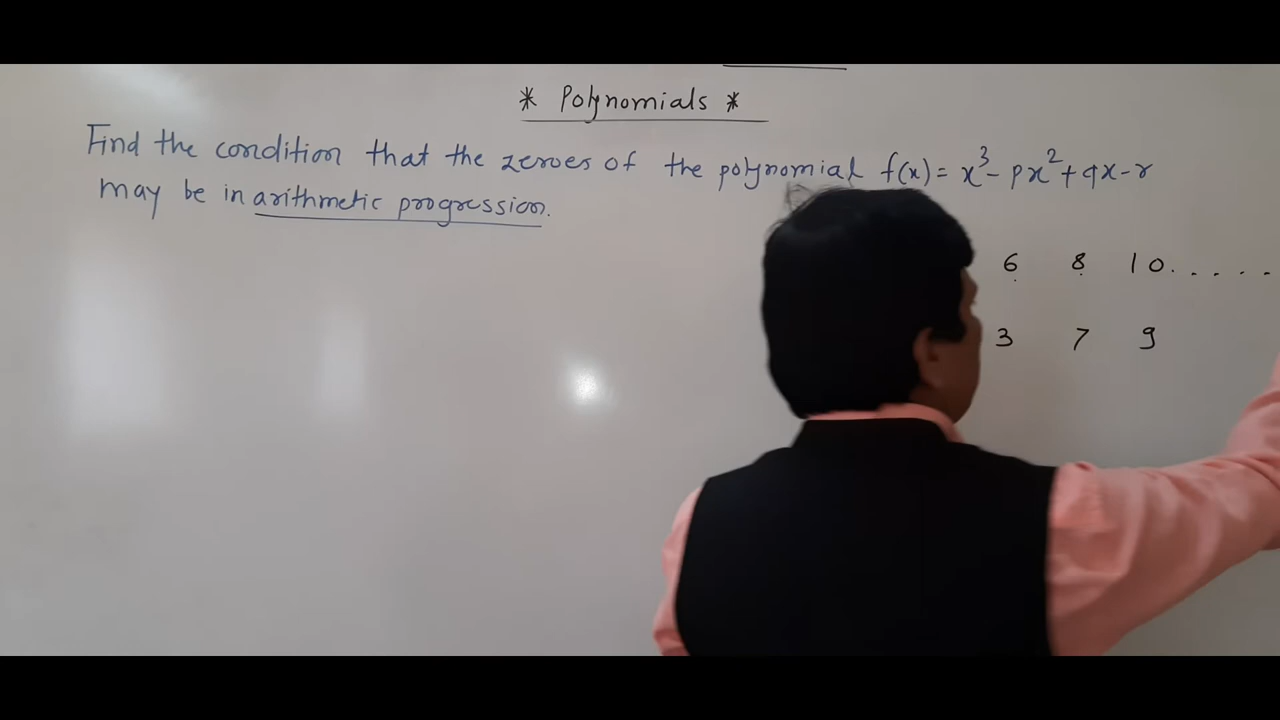 * Polynomials *
Find the condition that the zeroes of the polynomial f(x) = x³ - px² + qx - r
may be in arithmetic progression.
6 8 10.....
3 7 9